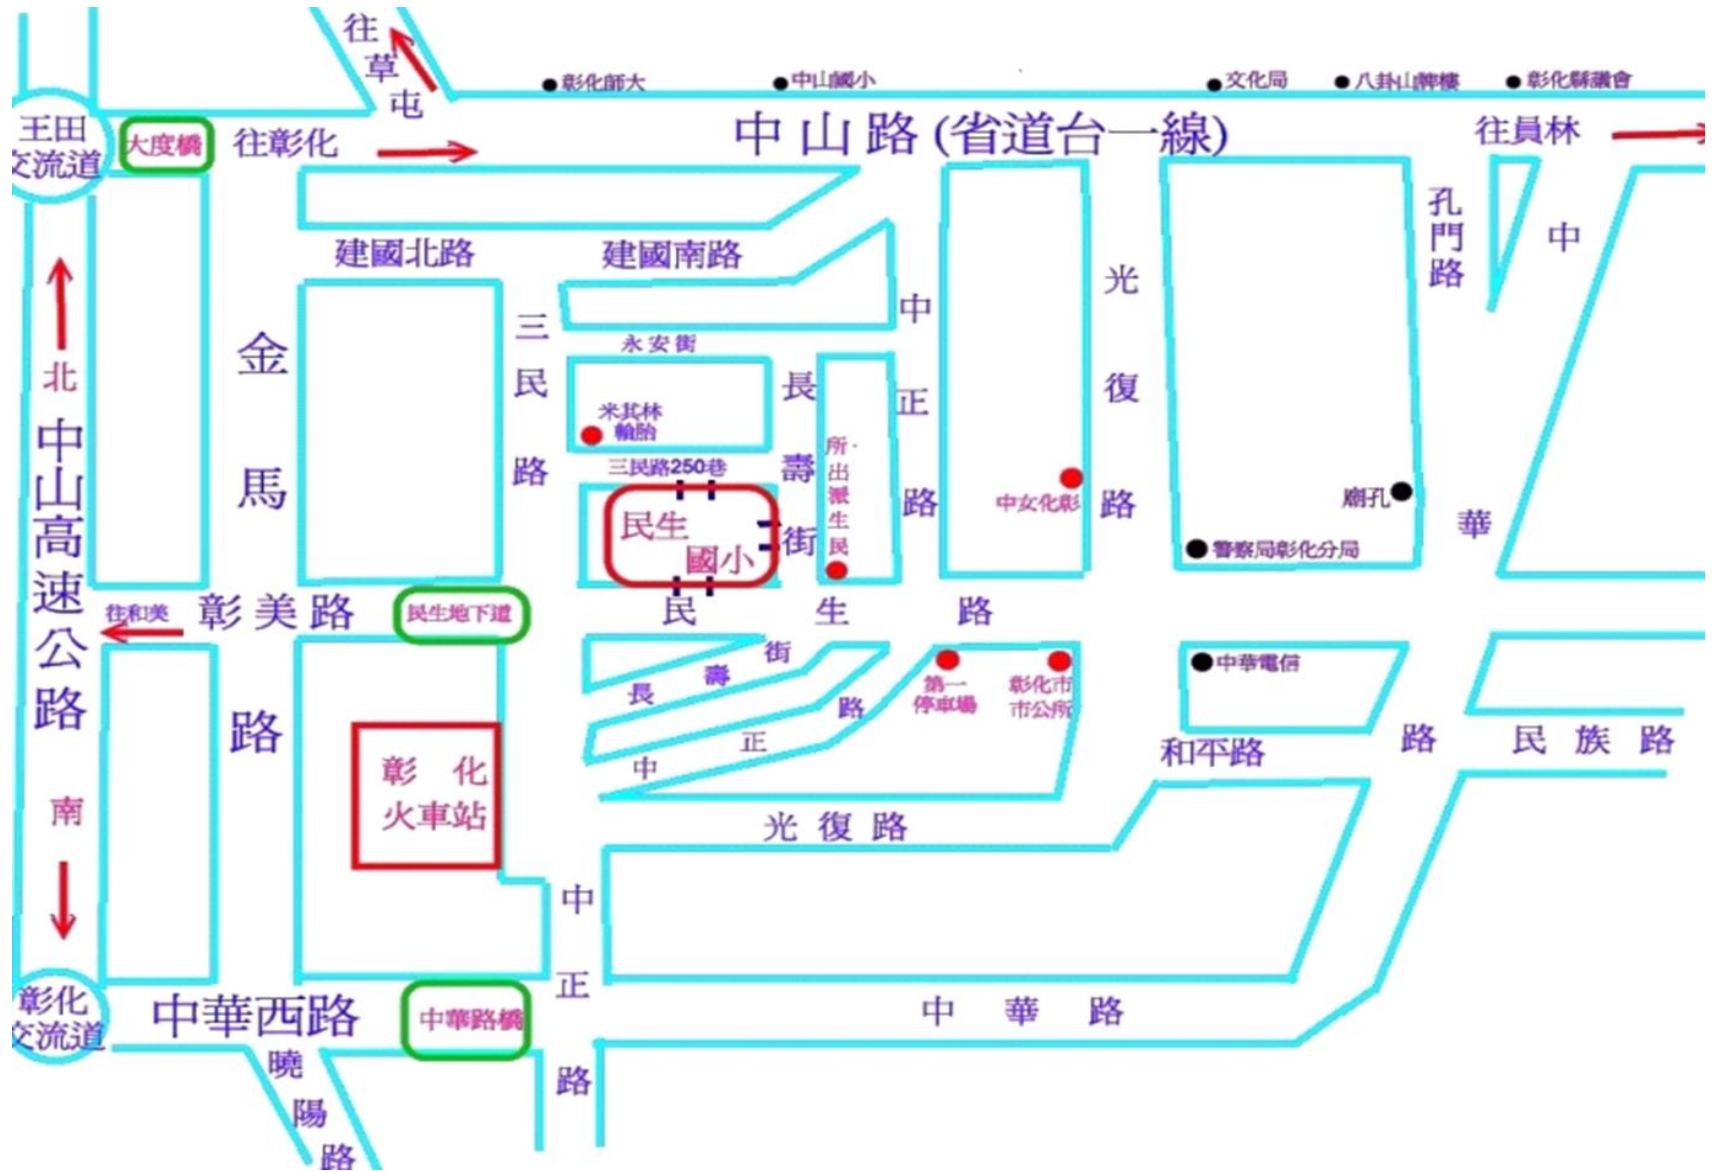 往草屯
彰化師大
中山國小
文化局
八卦山牌樓
彰化縣議會
王田
交流道
大度橋
往彰化
中山路(省道台一線)
往員林
建國北路
建國南路
孔門路
中華路
金馬路
三民路
永安街
長壽街
中正路
光復路
米其林
輪胎
三民路250巷
民生
國小
所出派生民
中女化彰
廟孔
警察局彰化分局
北
中山高速公路
南
往和美
彰美路
民生地下道
民生路
長壽街
中正路
第一
停車場
彰化市
市公所
中華電信
和平路
民族路
彰化
火車站
光復路
中正路
彰化
交流道
中華西路
中華路橋
中華路
曉陽路